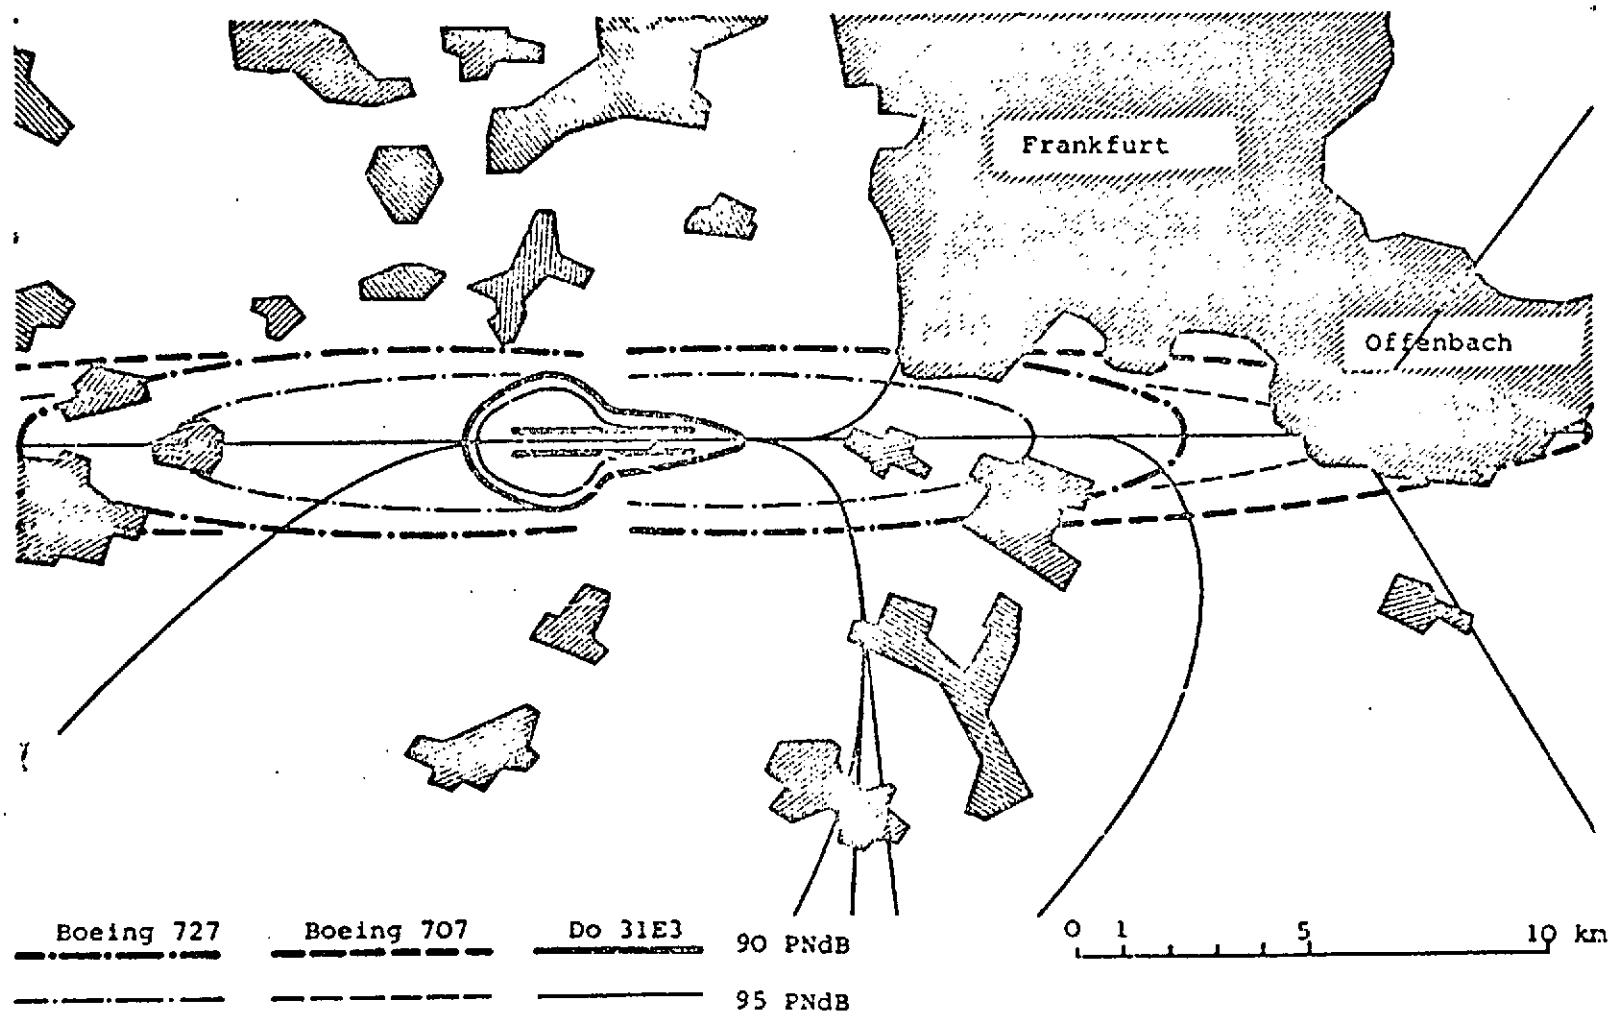 Frankfurt
Offenbach
Boeing 727 Boeing 707 Do 31E3 90 PNdB
95 PNdB
0 1 5 10 km